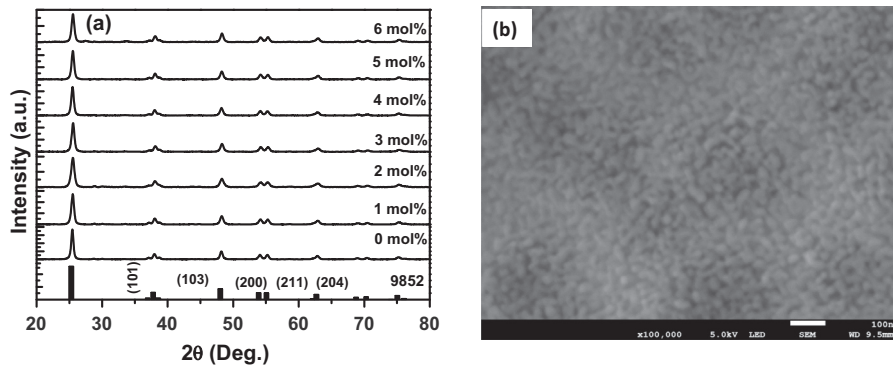 (a)
6 mol%
5 mol%
4 mol%
3 mol%
2 mol%
1 mol%
0 mol%
(101) (103) (200) (211) (204) 9852
20 30 40 50 60 70 80
2θ (Deg.)
Intensity (a.u.)
(b)
100nm
x100,000 5.0kV LED SEM WD 9.5mm